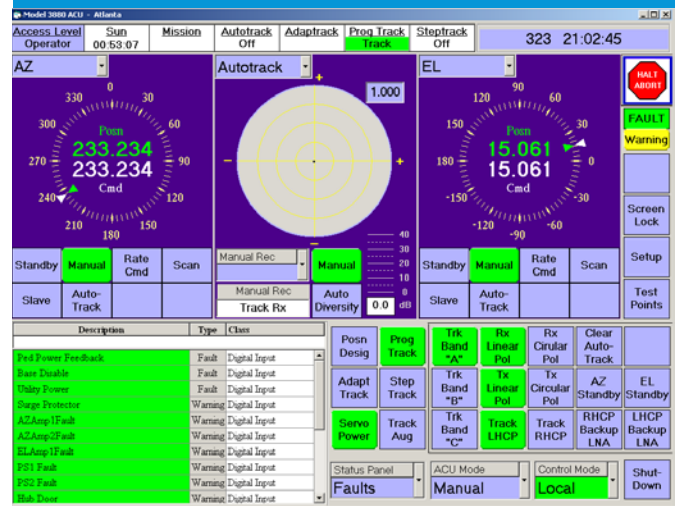 Model 3880 ACU - Atlanta
Access Level Sun Mission Autotrack Adaptrack Prog Track Steptrack
Operator 00:53:07 Off Track Off 323 21:02:45
AZ Autotrack EL
HALT
ABORT
1.000
0
330 30
300 60
Posn
233.234
270 90
233.234
Cmd
240 120
210 150
180
90
120 60
150 30
Posn
15.061
180 0
15.061
Cmd
-150 -30
-120 -60
-90
FAULT
Warning
Screen
Lock
Setup
Test
Points
40
30
20
10
0
dB
Standby Manual Rate
Cmd Scan
Slave Auto-
Track
Manual Rec Manual
Manual Rec
Track Rx
Auto
Diversity 0.0
Standby Manual Rate
Cmd Scan
Slave Auto-
Track
Description Type Class
Ped Power Feedback Fault Digital Input
Base Disable Fault Digital Input
Utility Power Fault Digital Input
Surge Protector Warning Digital Input
AZAmp1Fault Warning Digital Input
AZAmp2Fault Warning Digital Input
ELAmp1Fault Warning Digital Input
PS1 Fault Warning Digital Input
PS2 Fault Warning Digital Input
Hub Door Warning Digital Input
Posn
Desig
Prog
Track
Trk
Band
"A"
Rx
Linear
Pol
Rx
Cirular
Pol
Clear
Auto-
Track
Adapt
Track
Step
Track
Trk
Band
"B"
Tx
Linear
Pol
Tx
Circular
Pol
AZ
Standby
EL
Standby
Servo
Power
Track
Aug
Trk
Band
"C"
Track
LHCP
Track
RHCP
RHCP
Backup
LNA
LHCP
Backup
LNA
Status Panel
Faults
ACU Mode
Manual
Control Mode
Local
Shut-
Down